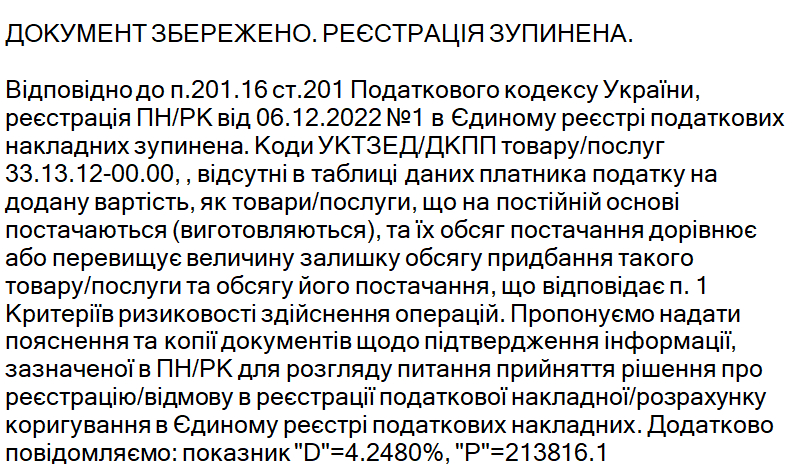 ДОКУМЕНТ ЗБЕРЕЖЕНО. РЕЄСТРАЦІЯ ЗУПИНЕНА.
Відповідно до п.201.16 ст.201 Податкового кодексу України,
реєстрація ПН/РК від 06.12.2022 №1 в Єдиному реєстрі податкових
накладних зупинена. Коди УКТЗЕД/ДКПП товару/послуг
33.13.12-00.00, , відсутні в таблиці даних платника податку на
додану вартість, як товари/послуги, що на постійній основі
постачаються (виготовляються), та їх обсяг постачання дорівнює
або перевищує величину залишку обсягу придбання такого
товару/послуги та обсягу його постачання, що відповідає п. 1
Критеріїв ризиковості здійснення операцій. Пропонуємо надати
пояснення та копії документів щодо підтвердження інформації,
зазначеної в ПН/РК для розгляду питання прийняття рішення про
реєстрацію/відмову в реєстрації податкової накладної/розрахунку
коригування в Єдиному реєстрі податкових накладних. Додатково
повідомляємо: показник "D"=4.2480%, "P"=213816.1